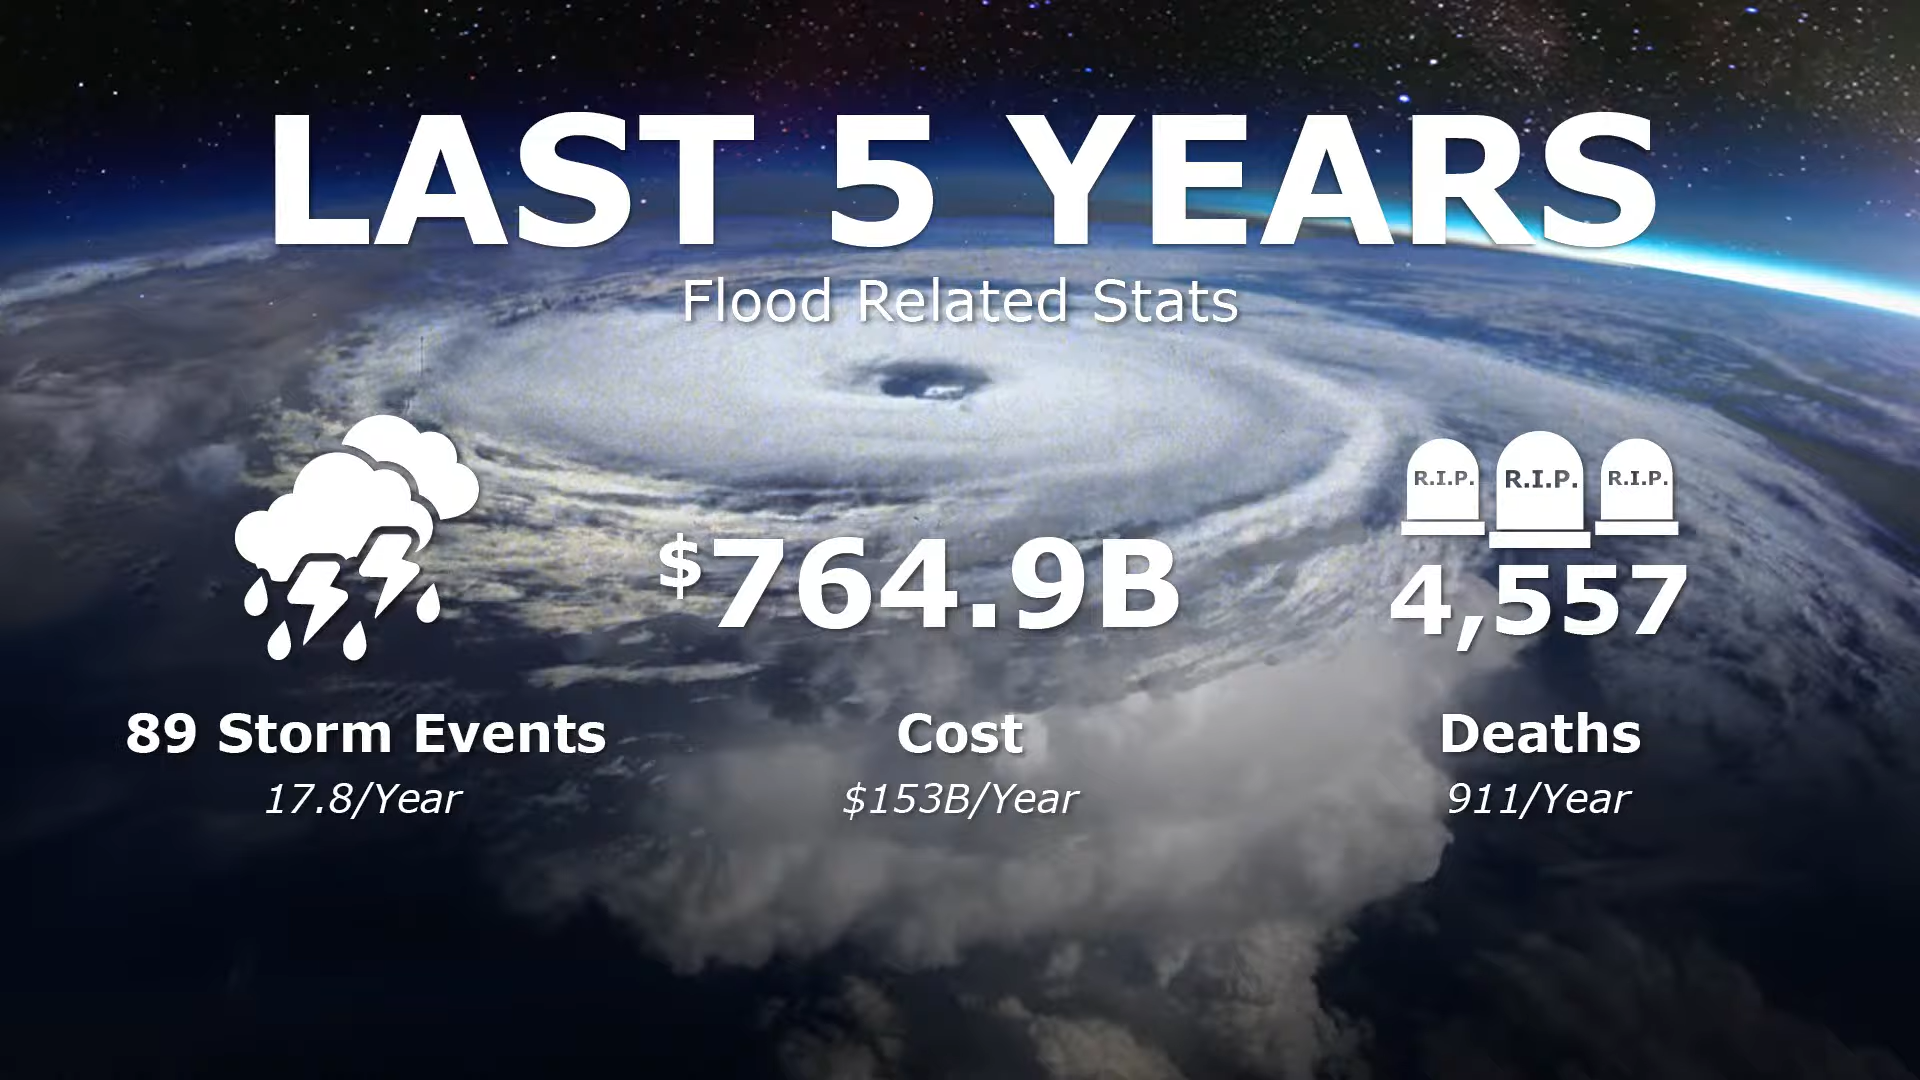 LAST 5 YEARS
Flood Related Stats
R.I.P. R.I.P. R.I.P.
$764.9B
4,557
89 Storm Events
Cost
Deaths
17.8/Year
$153B/Year
911/Year